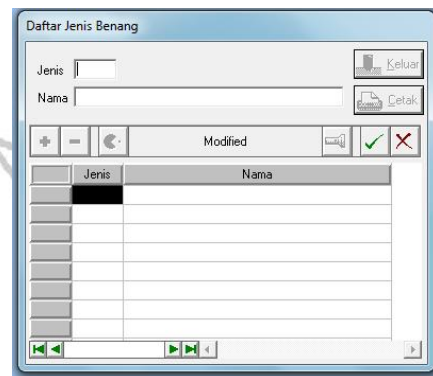 Daftar Jenis Benang
Jenis
Keluar
Nama
Cetak
Modified
Jenis Nama